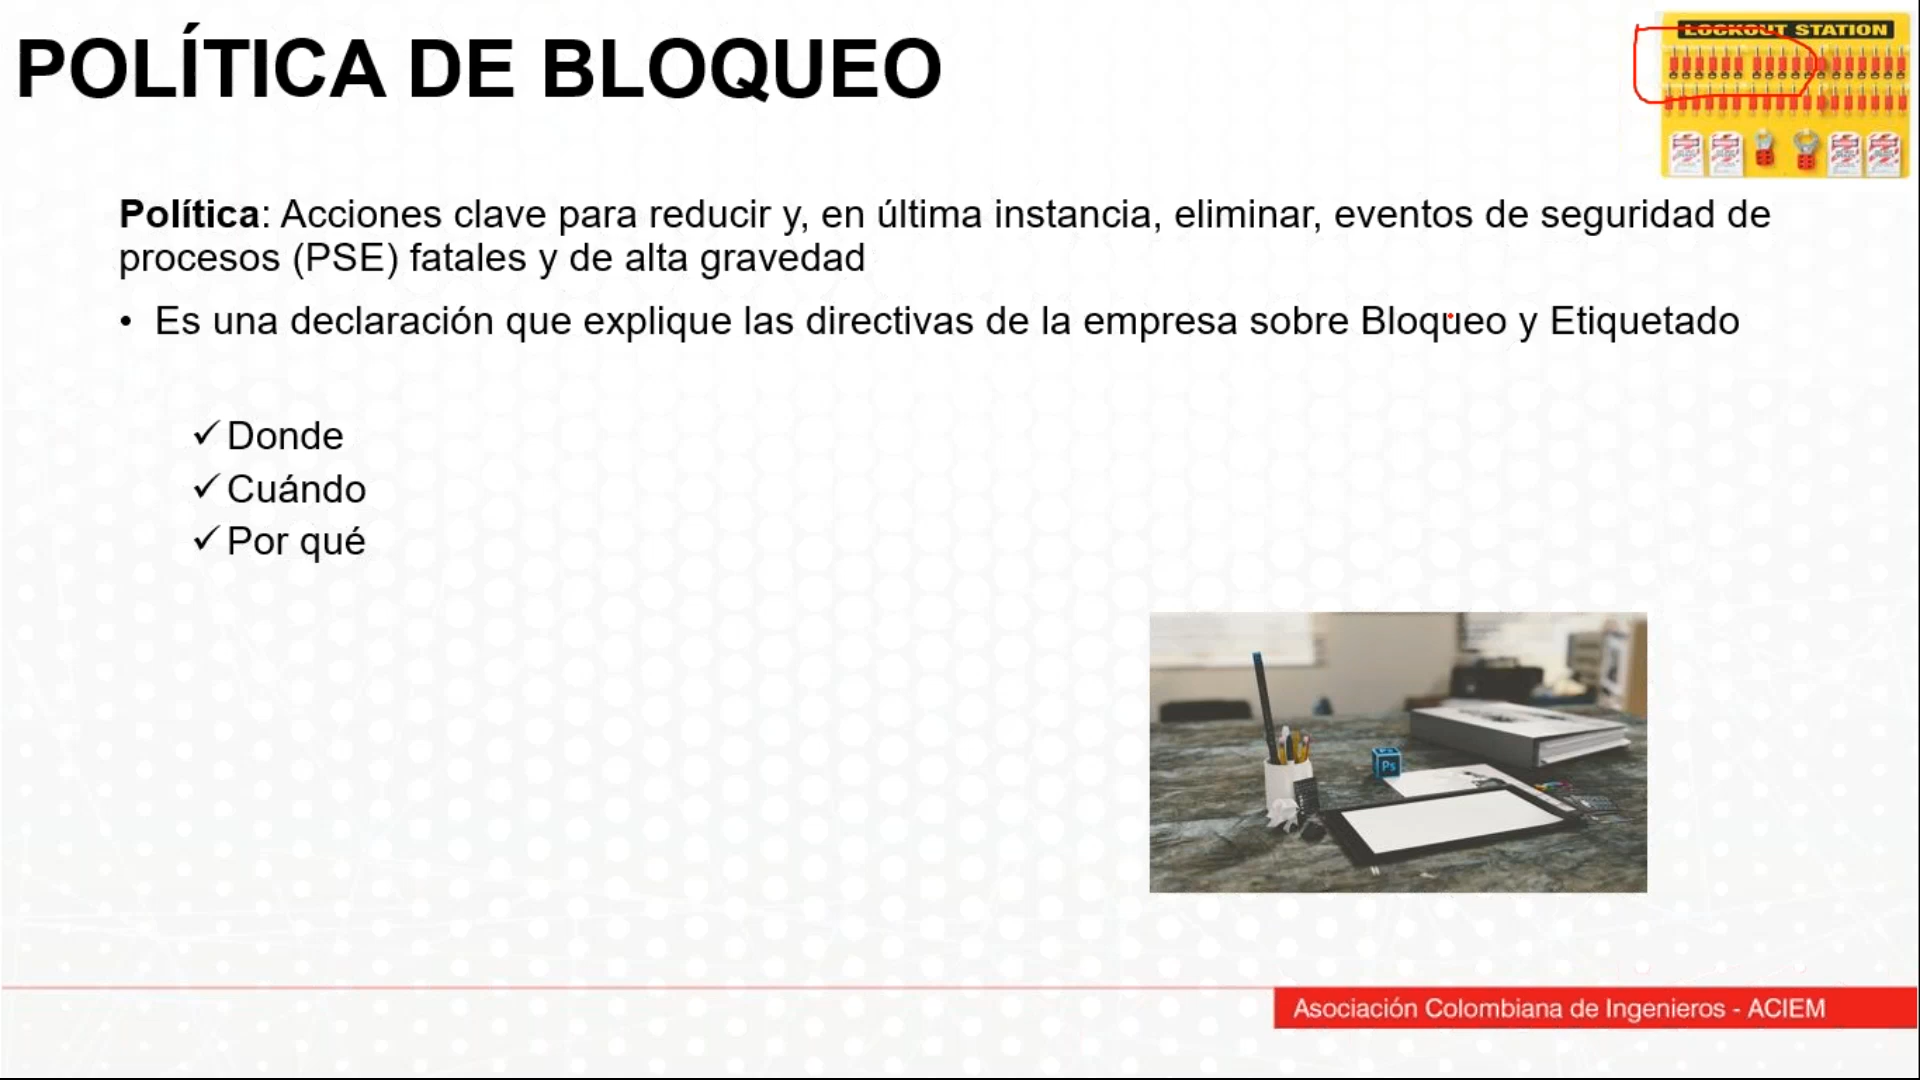 POLÍTICA DE BLOQUEO
LOCKOUT STATION
Política: Acciones clave para reducir y, en última instancia, eliminar, eventos de seguridad de
procesos (PSE) fatales y de alta gravedad
• Es una declaración que explique las directivas de la empresa sobre Bloqueo y Etiquetado
✓ Donde
✓ Cuándo
✓ Por qué
Ps
Asociación Colombiana de Ingenieros - ACIEM